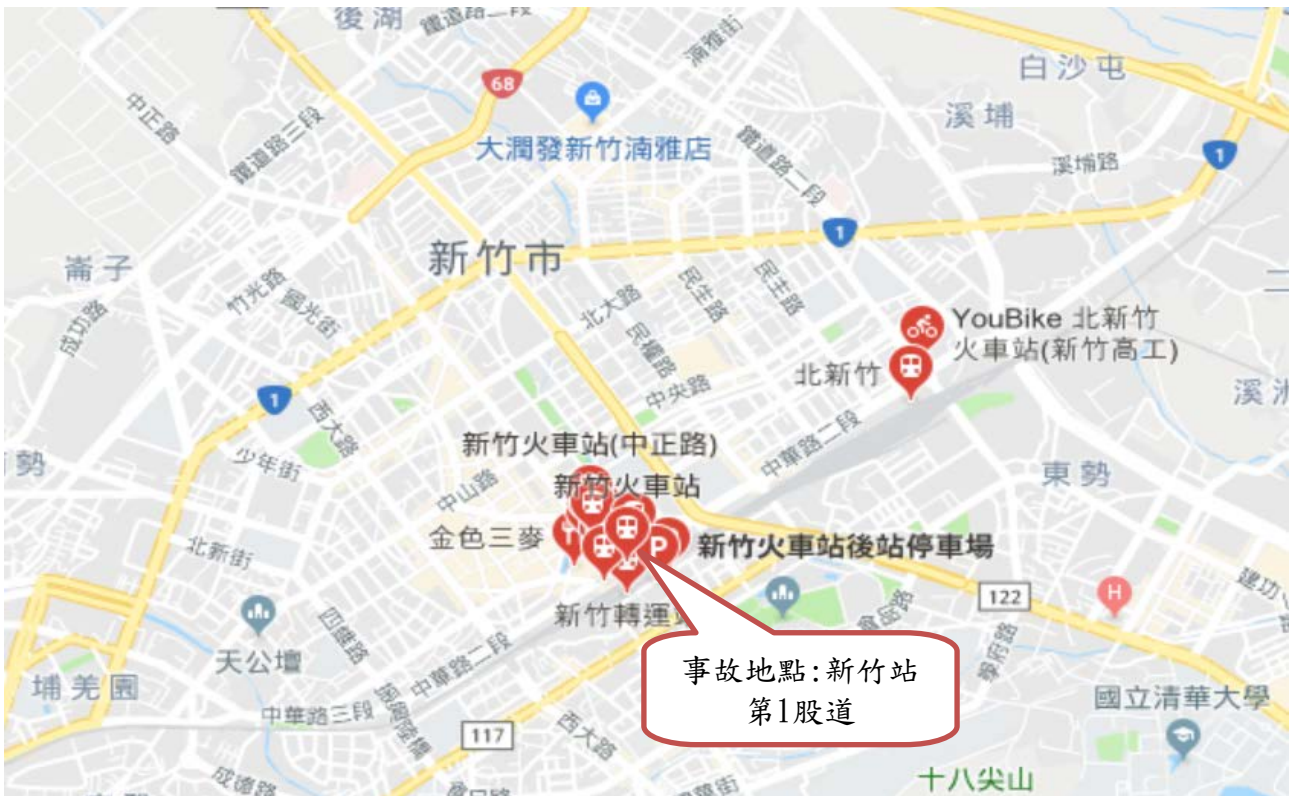 後湖
鐵道路二段
湳雅街
白沙屯
68
中正路
鐵道路三段
大潤發新竹湳雅店
鐵道路二段
溪埔
溪埔路
1
1
新竹市
崙子
竹光路
成功路
北大路
民權路
民生路
民主路
YouBike 北新竹
火車站(新竹高工)
北新竹
中央路
溪洲
1
西大路
少年街
中華路二段
新竹火車站(中正路)
東勢
新竹火車站
中山路
金色三麥
P
新竹火車站後站停車場
北新街
122
H
新竹轉運站
四維路
天公壇
中華路二段
學府路
事故地點:新竹站
第1股道
埔羌園
中華路三段
國立清華大學
117
西大路
成德路
十八尖山